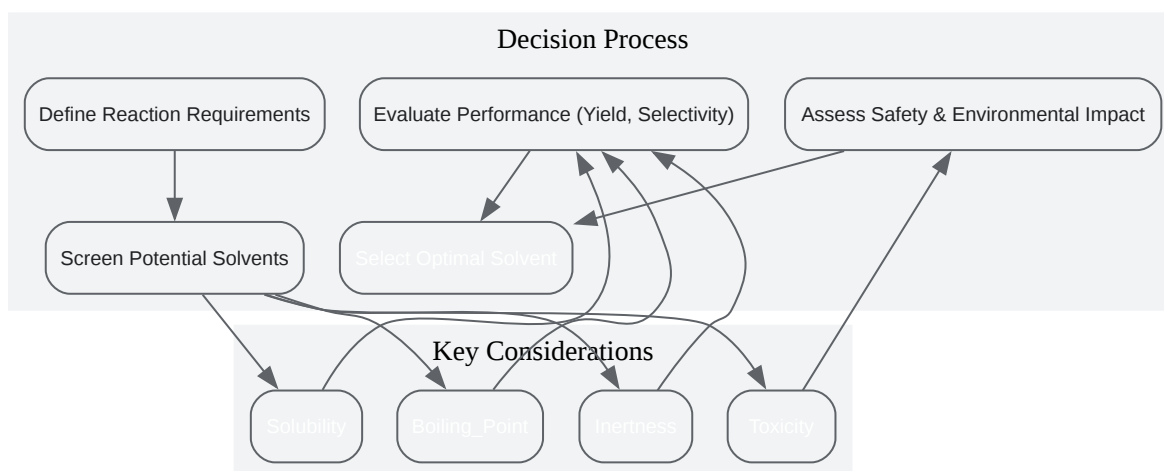 Decision Process
Define Reaction Requirements
Evaluate Performance (Yield, Selectivity)
Assess Safety & Environmental Impact
Screen Potential Solvents
Select Optimal Solvent
Key Considerations
Solubility
Boiling_Point
Inertness
Toxicity